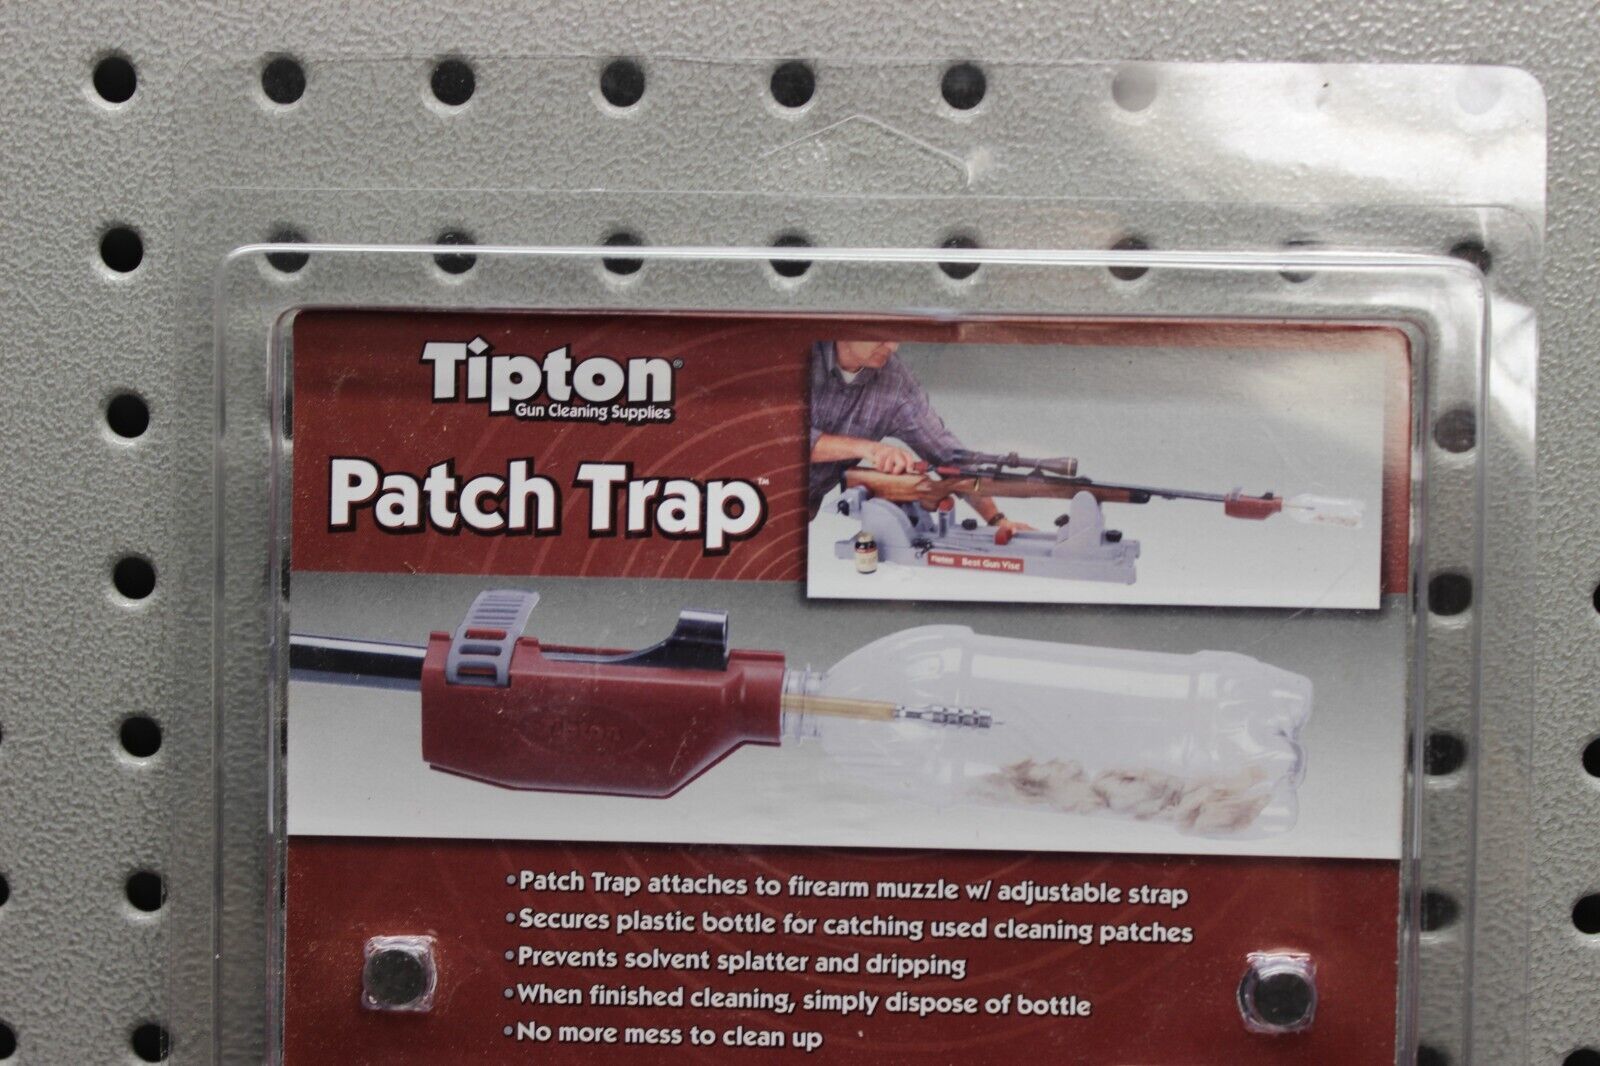 Tipton®
Gun Cleaning Supplies
Patch Trap™
Tipton Best Gun Vise
Tipton
•Patch Trap attaches to firearm muzzle w/ adjustable strap
•Secures plastic bottle for catching used cleaning patches
•Prevents solvent splatter and dripping
•When finished cleaning, simply dispose of bottle
•No more mess to clean up